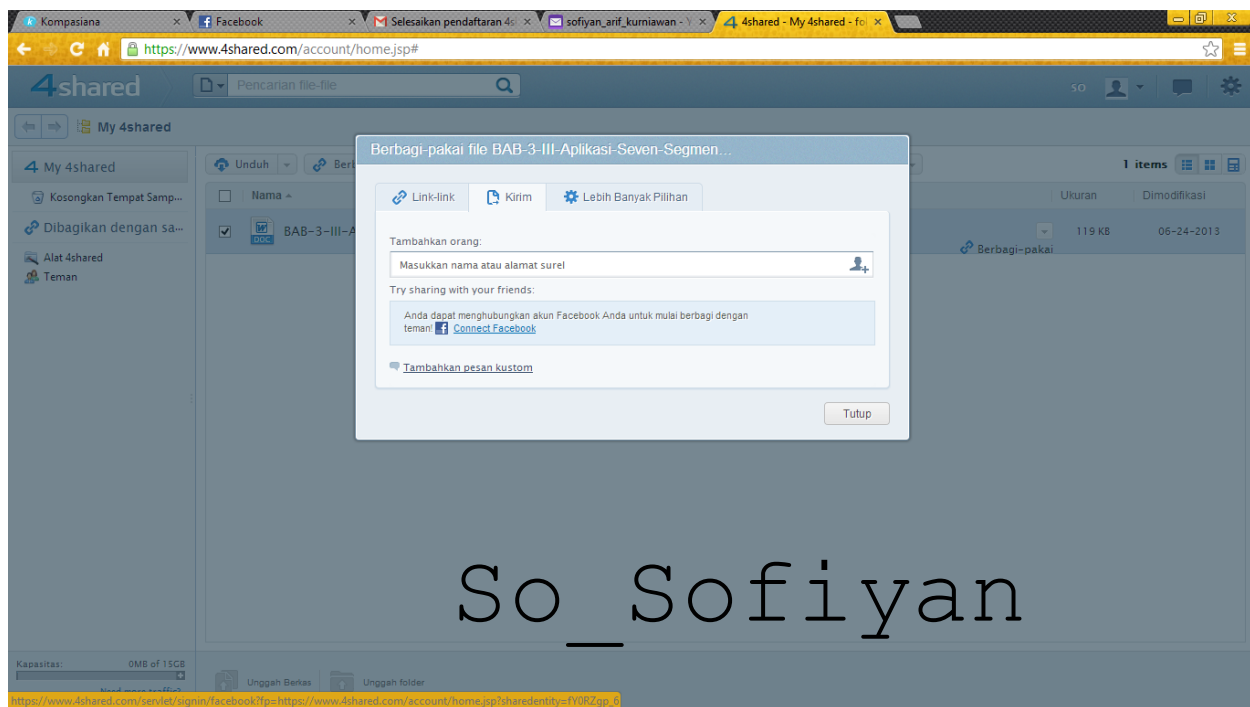 Kompasiana
Facebook
Selesaikan pendaftaran 4s
sofiyan_arif_kurniawan - Y
4shared - My 4shared - fol
https://www.4shared.com/account/home.jsp#
4shared
Pencarian file-file
so
My 4shared
4 My 4shared
Kosongkan Tempat Samp...
Dibagikan dengan sa...
Alat 4shared
Teman
Unduh
1 items
Nama
Ukuran
Dimodifikasi
BAB-3-III-A
119 KB
06-24-2013
Berbagi-pakai
Berbagi-pakai file BAB-3-III-Aplikasi-Seven-Segmen...
Link-link
Kirim
Lebih Banyak Pilihan
Tambahkan orang:
Masukkan nama atau alamat surel
Try sharing with your friends:
Anda dapat menghubungkan akun Facebook Anda untuk mulai berbagi dengan
teman! Connect Facebook
Tambahkan pesan kustom
Tutup
So_Sofiyan
Kapasitas: 0MB of 15GB
Need more traffic?
Unggah Berkas
Unggah folder
https://www.4shared.com/servlet/signin/facebook?fp=https://www.4shared.com/account/home.jsp?sharedentity=fY0RZgp_6